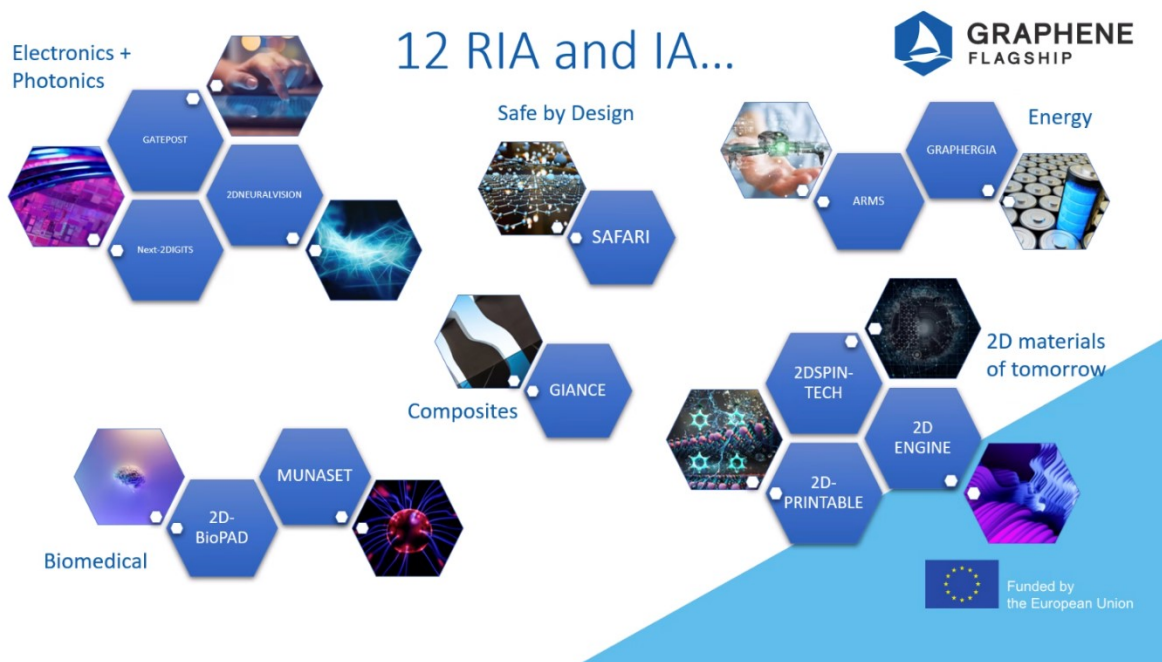 12 RIA and IA...
GRAPHENE
FLAGSHIP
Electronics +
Photonics
GATEPOST
2DNEURALVISION
Next-2DIGITS
Safe by Design
SAFARI
Energy
GRAPHERGIA
ARMS
Composites
GIANCE
2D materials
of tomorrow
2DSPIN-
TECH
2D
ENGINE
2D-
PRINTABLE
MUNASET
2D-
BioPAD
Biomedical
Funded by
the European Union